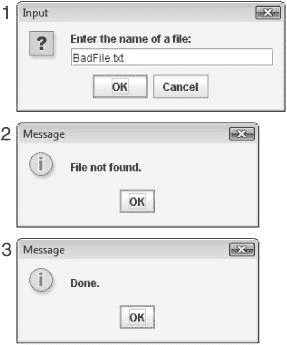 1
Input
?
Enter the name of a file:
BadFile.txt
OK Cancel
2
Message
i
File not found.
OK
3
Message
i
Done.
OK